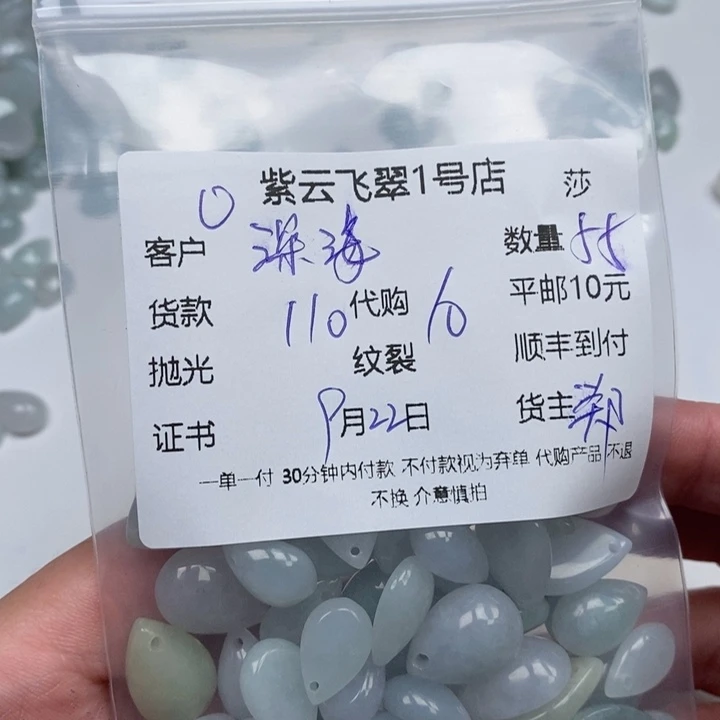 紫云飞翠1号店 莎
0
客户 深海 数量 55
货款 110 代购 10 平邮10元
抛光 纹裂 顺丰到付
证书 9月22日 货主
一单一付 30分钟内付款 不付款视为弃单 代购产品 不退
不换 介意慎拍